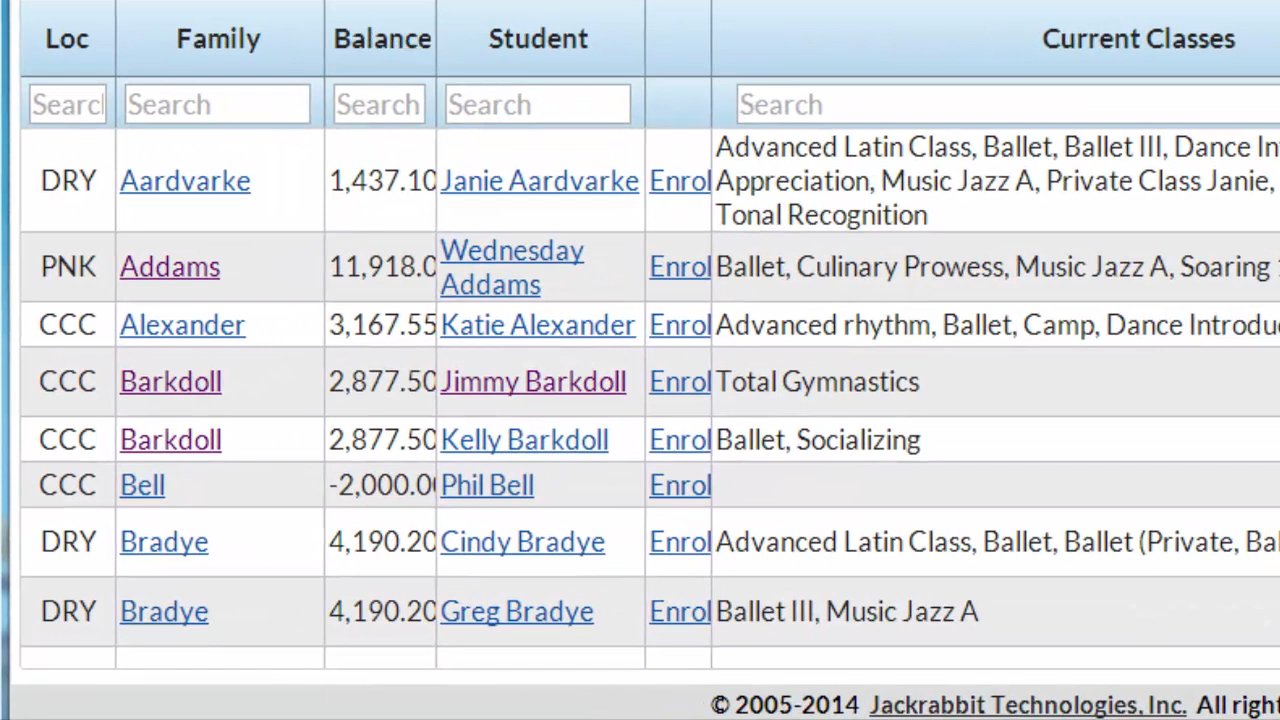 Loc Family Balance Student Current Classes
Search Search Search Search
DRY Aardvarke 1,437.10 Janie Aardvarke Enrol Advanced Latin Class, Ballet, Ballet III, Dance In
Appreciation, Music Jazz A, Private Class Janie,
Tonal Recognition
PNK Addams 11,918.0 Wednesday Addams Enrol Ballet, Culinary Prowess, Music Jazz A, Soaring
CCC Alexander 3,167.55 Katie Alexander Enrol Advanced rhythm, Ballet, Camp, Dance Introdu
CCC Barkdoll 2,877.50 Jimmy Barkdoll Enrol Total Gymnastics
CCC Barkdoll 2,877.50 Kelly Barkdoll Enrol Ballet, Socializing
CCC Bell -2,000.0 Phil Bell Enrol
DRY Bradye 4,190.20 Cindy Bradye Enrol Advanced Latin Class, Ballet, Ballet (Private, Bal
DRY Bradye 4,190.20 Greg Bradye Enrol Ballet III, Music Jazz A
© 2005-2014 Jackrabbit Technologies, Inc. All right